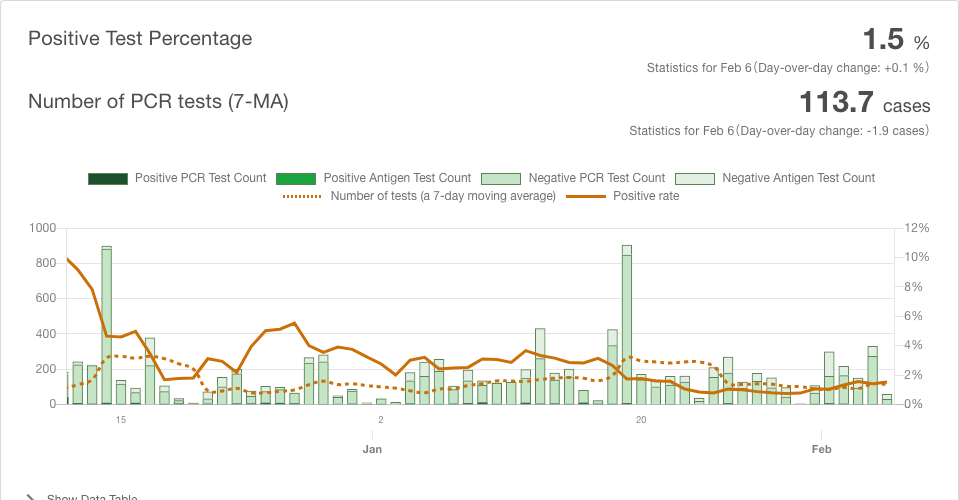 Positive Test Percentage
1.5 %
Statistics for Feb 6(Day-over-day change: +0.1 %)
Number of PCR tests (7-MA)
113.7 cases
Statistics for Feb 6(Day-over-day change: -1.9 cases)
Positive PCR Test Count Positive Antigen Test Count Negative PCR Test Count Negative Antigen Test Count
Number of tests (a 7-day moving average) Positive rate
1000 12%
800 10%
600 8%
400 6%
200 4%
0 2%
0%
15 2 20
Jan Feb
Show Data Table